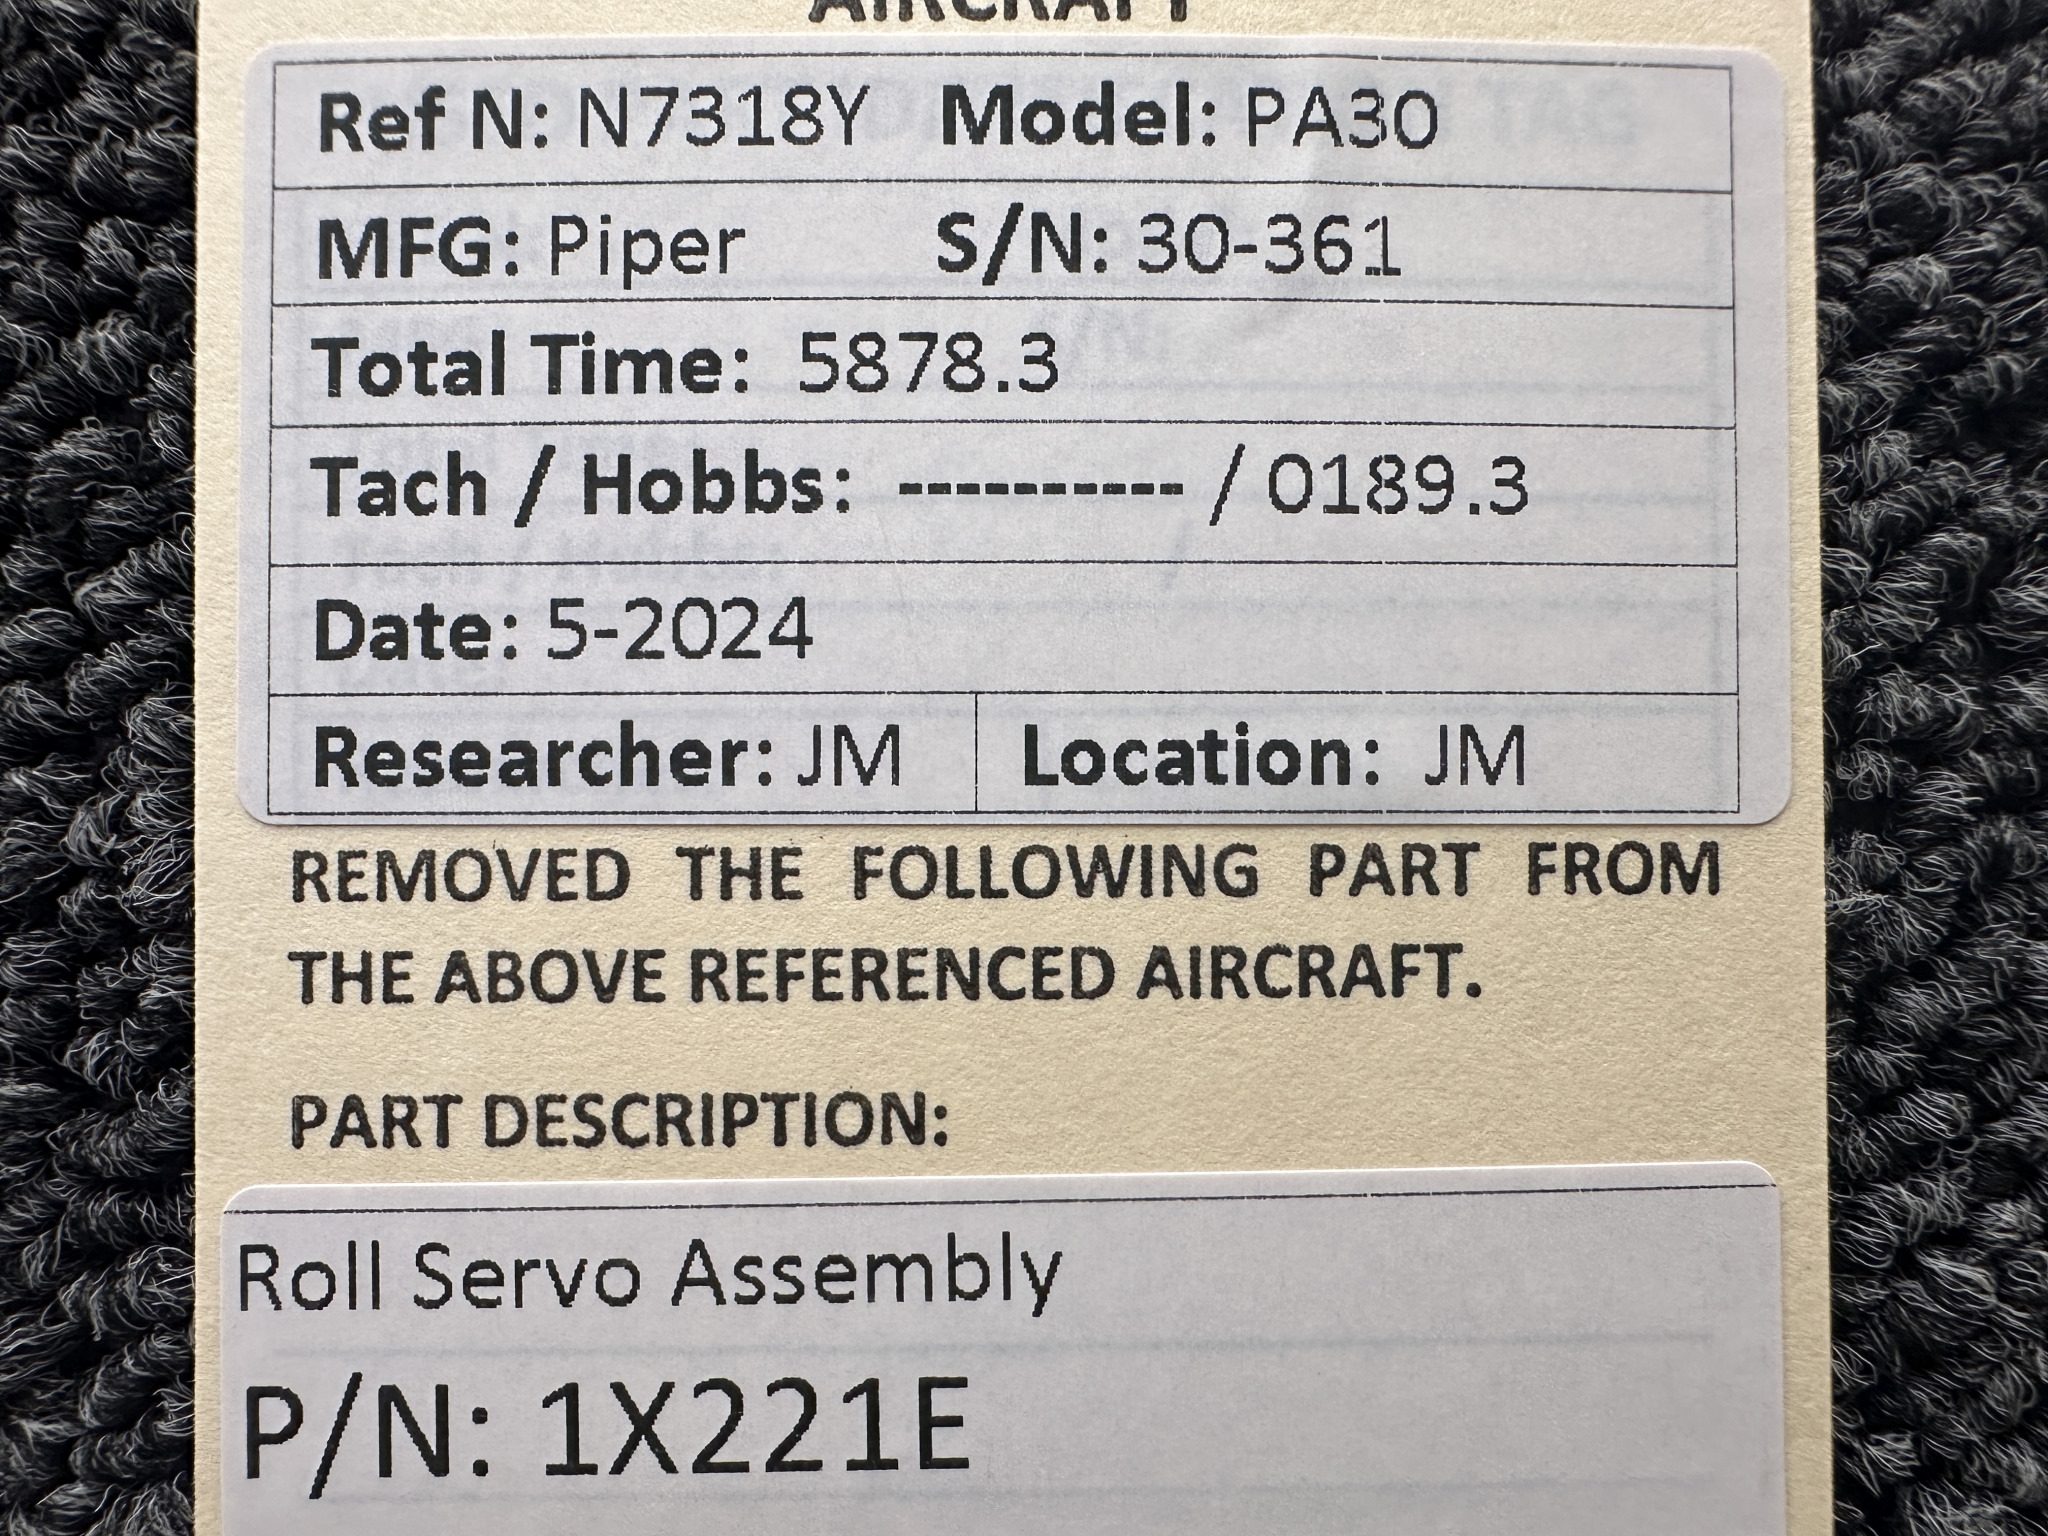 AIRCRAFT
Ref N: N7318Y Model: PA30
MFG: Piper S/N: 30-361
Total Time: 5878.3
Tach / Hobbs: ---------- / 0189.3
Date: 5-2024
Researcher: JM Location: JM
REMOVED THE FOLLOWING PART FROM
THE ABOVE REFERENCED AIRCRAFT.
PART DESCRIPTION:
Roll Servo Assembly
P/N: 1X221E